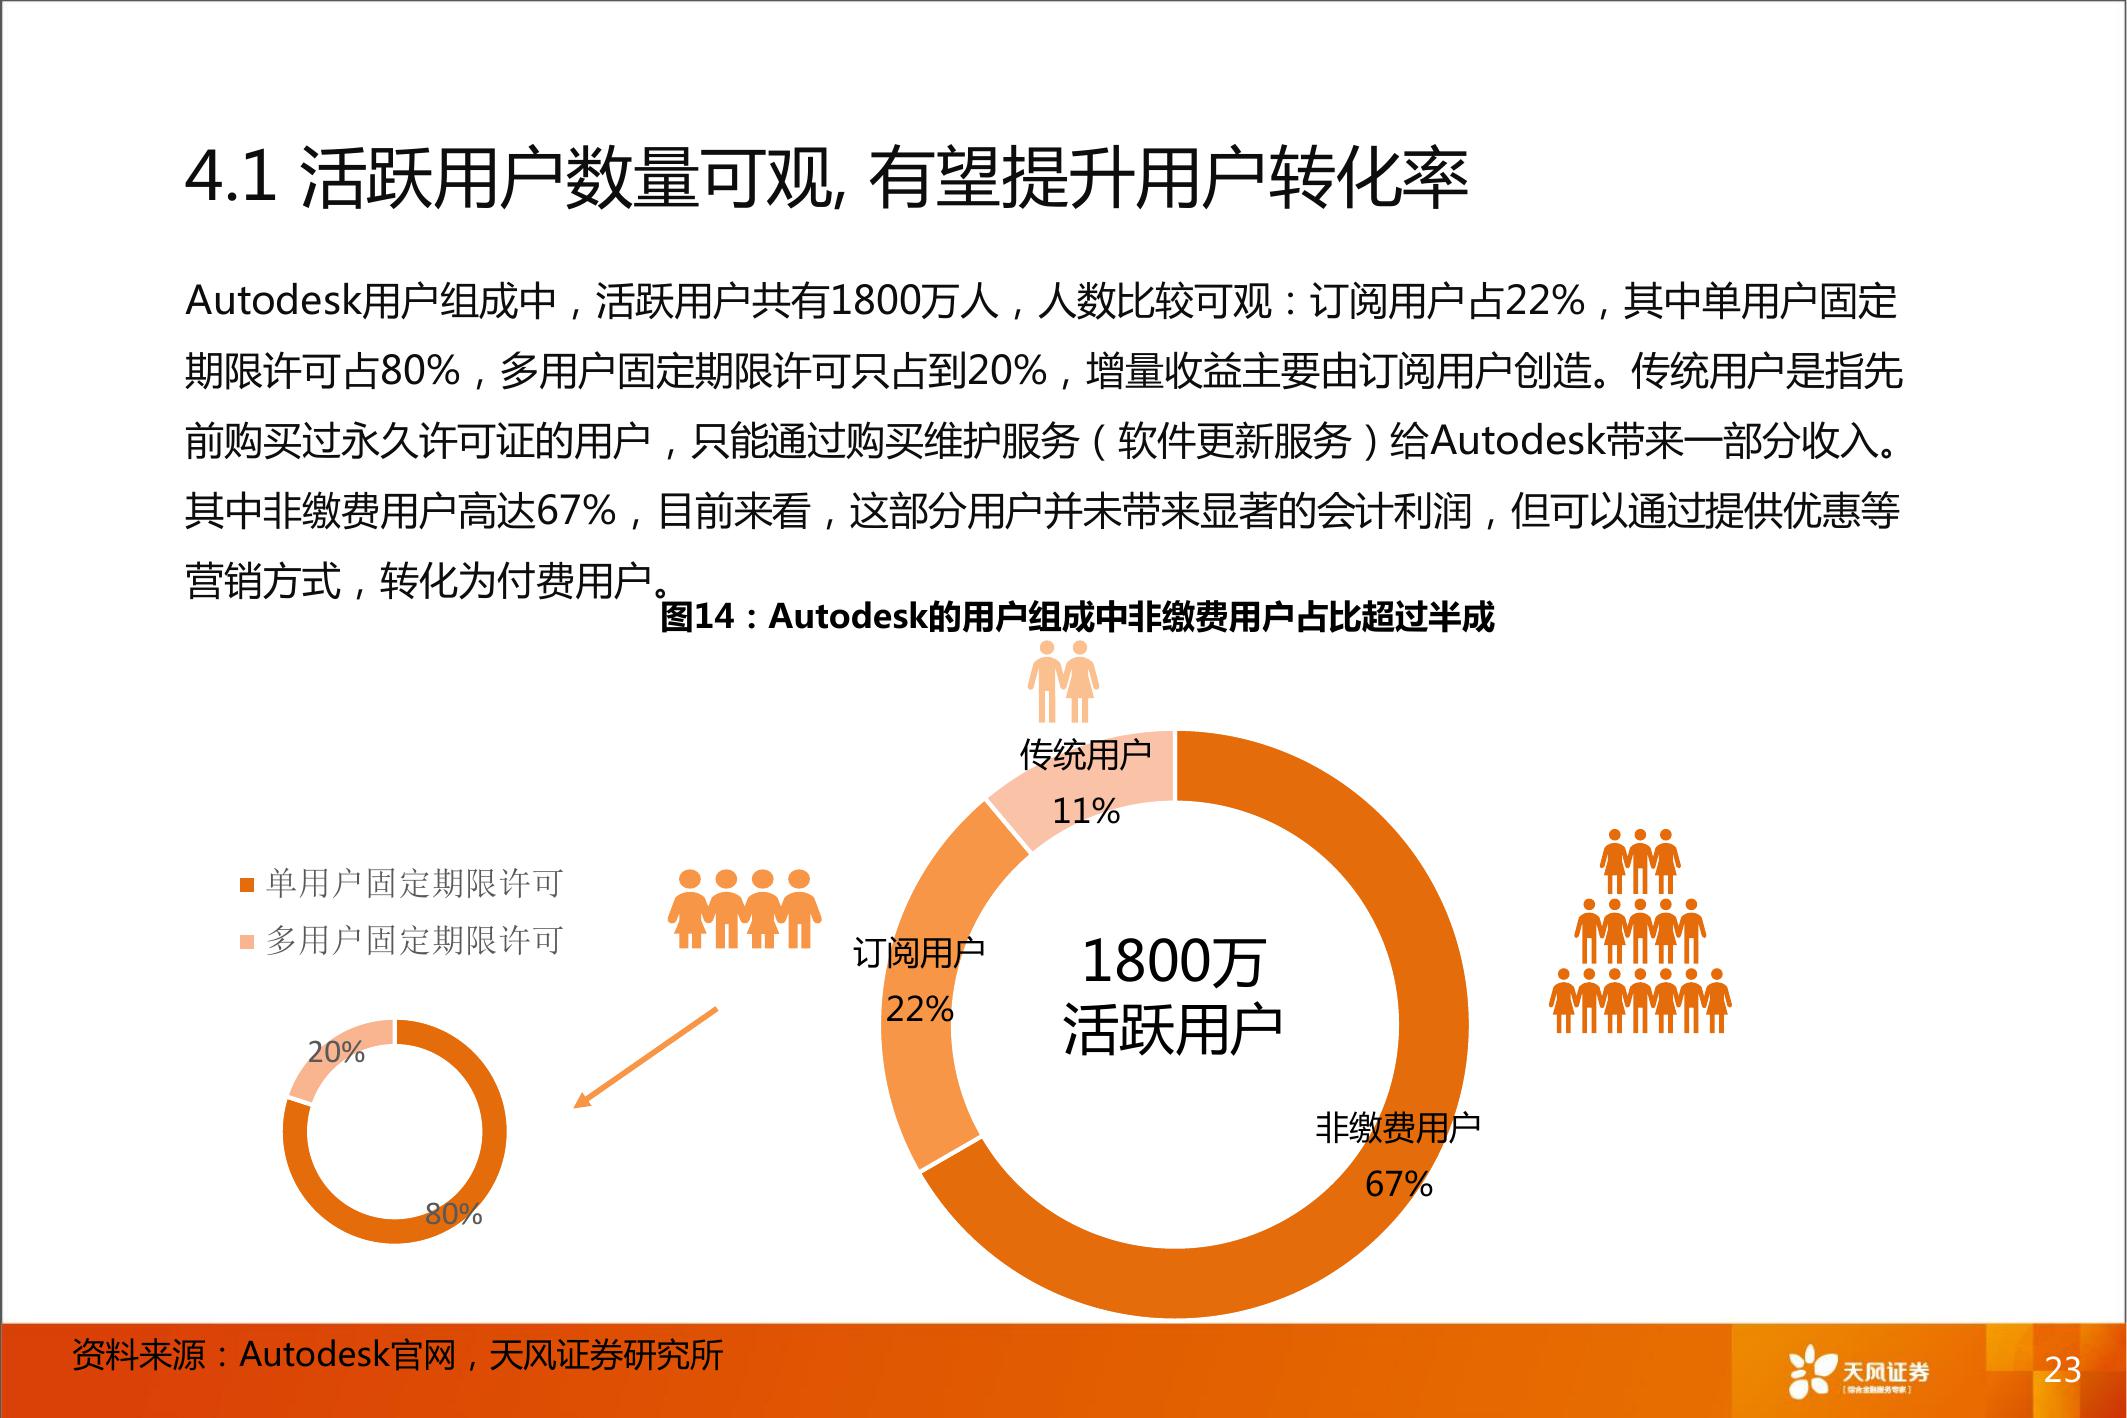 4.1 活跃用户数量可观, 有望提升用户转化率
Autodesk用户组成中，活跃用户共有1800万人，人数比较可观：订阅用户占22%，其中单用户固定
期限许可占80%，多用户固定期限许可只占到20%，增量收益主要由订阅用户创造。传统用户是指先
前购买过永久许可证的用户，只能通过购买维护服务（软件更新服务）给Autodesk带来一部分收入。
其中非缴费用户高达67%，目前来看，这部分用户并未带来显著的会计利润，但可以通过提供优惠等
营销方式，转化为付费用户。
图14：Autodesk的用户组成中非缴费用户占比超过半成
传统用户
11%
单用户固定期限许可
多用户固定期限许可
订阅用户
22%
1800万
活跃用户
20%
80%
非缴费用户
67%
资料来源：Autodesk官网，天风证券研究所
天风证券
[综合金融服务专家]
23